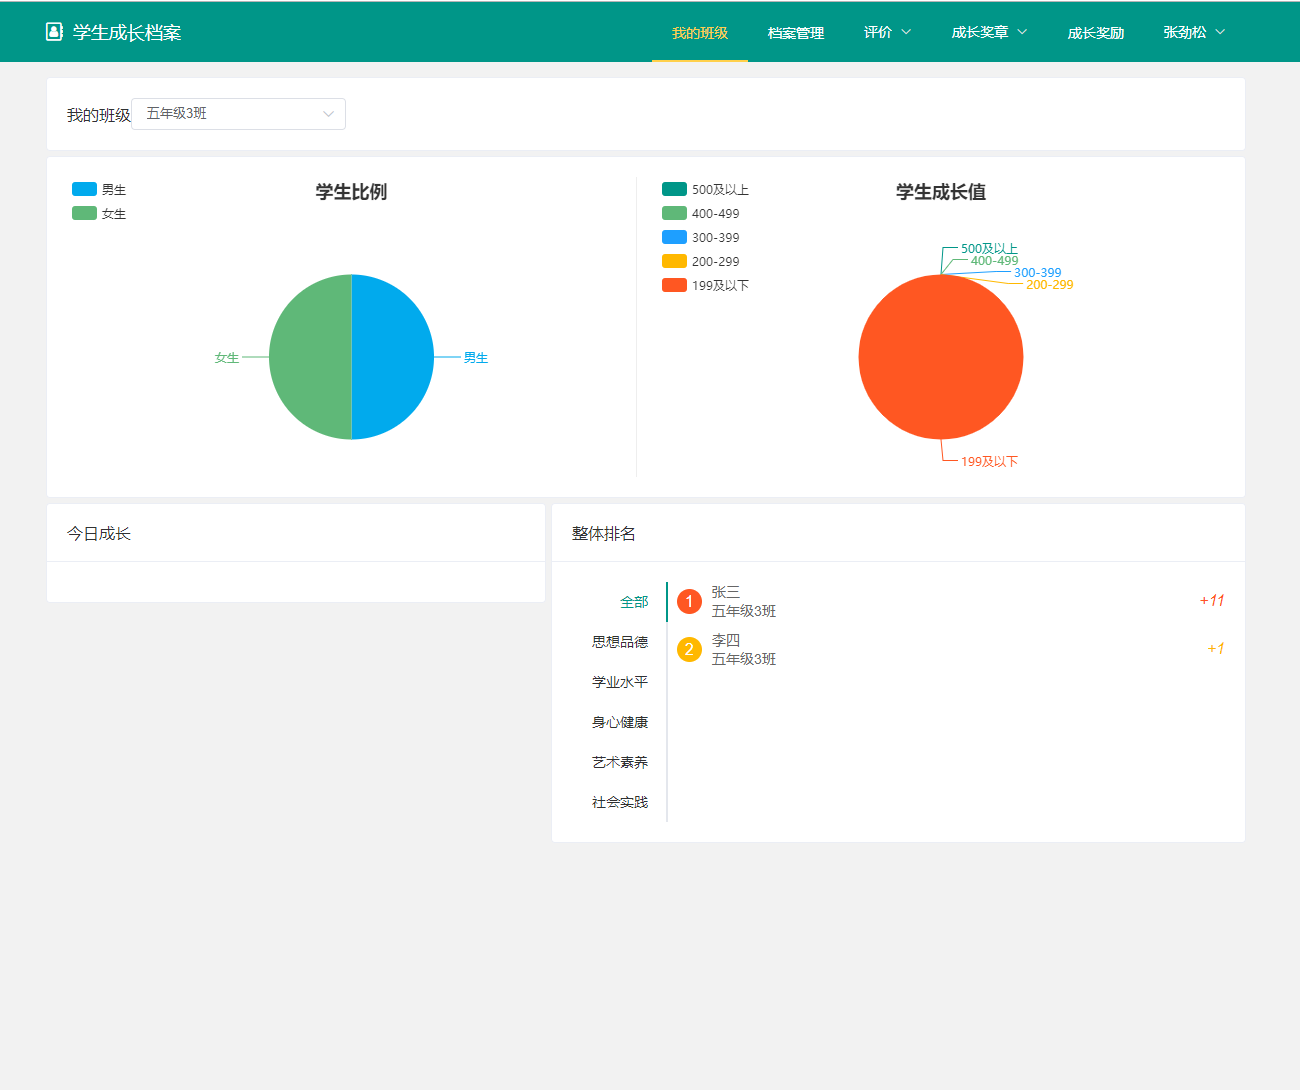 学生成长档案
我的班级 档案管理 评价 成长奖章 成长奖励 张劲松
我的班级 五年级3班
男生
女生
学生比例
女生
男生
500及以上
400-499
300-399
200-299
199及以下
学生成长值
500及以上
400-499
300-399
200-299
199及以下
今日成长
整体排名
全部
思想品德
学业水平
身心健康
艺术素养
社会实践
1 张三 +11
五年级3班
2 李四 +1
五年级3班